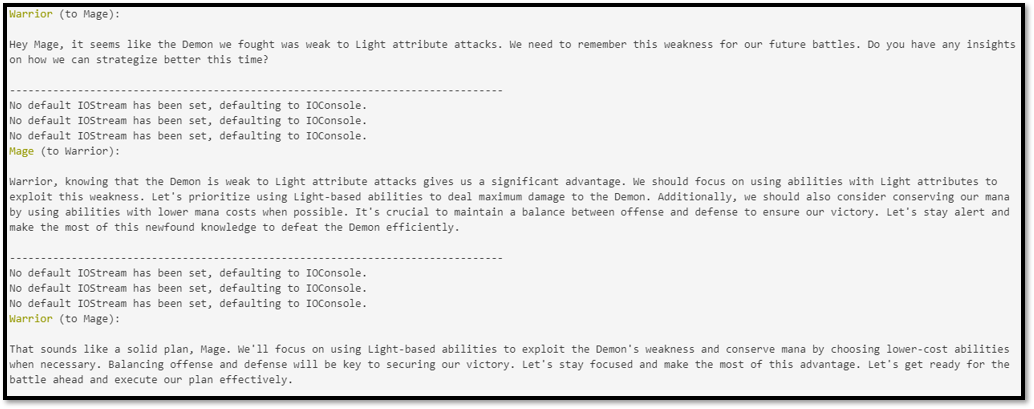 Warrior (to Mage):
Hey Mage, it seems like the Demon we fought was weak to Light attribute attacks. We need to remember this weakness for our future battles. Do you have any insights
on how we can strategize better this time?
--------------------------------------------------------------------------------
No default IOStream has been set, defaulting to IOConsole.
No default IOStream has been set, defaulting to IOConsole.
No default IOStream has been set, defaulting to IOConsole.
Mage (to Warrior):
Warrior, knowing that the Demon is weak to Light attribute attacks gives us a significant advantage. We should focus on using abilities with Light attributes to
exploit this weakness. Let's prioritize using Light-based abilities to deal maximum damage to the Demon. Additionally, we should also consider conserving our mana
by using abilities with lower mana costs when possible. It's crucial to maintain a balance between offense and defense to ensure our victory. Let's stay alert and
make the most of this newfound knowledge to defeat the Demon efficiently.
--------------------------------------------------------------------------------
No default IOStream has been set, defaulting to IOConsole.
No default IOStream has been set, defaulting to IOConsole.
No default IOStream has been set, defaulting to IOConsole.
Warrior (to Mage):
That sounds like a solid plan, Mage. We'll focus on using Light-based abilities to exploit the Demon's weakness and conserve mana by choosing lower-cost abilities
when necessary. Balancing offense and defense will be key to securing our victory. Let's stay focused and make the most of this advantage. Let's get ready for the
battle ahead and execute our plan effectively.